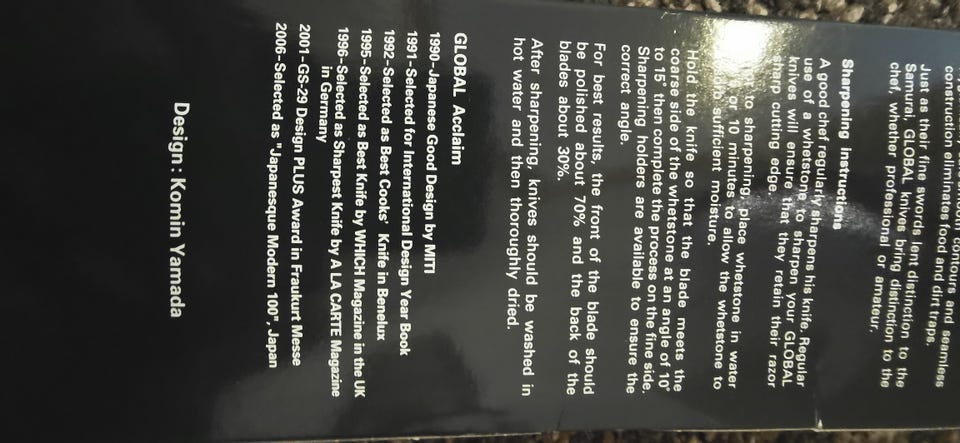 contours and seamless
construction eliminates food and dirt traps.
Just as their fine swords lent distinction to the
Samurai, GLOBAL knives bring distinction to the
chef, whether professional or amateur.
Sharpening instructions
A good chef regularly sharpens his knife. Regular
use of a whetstone to sharpen your GLOBAL
knives will ensure that they retain their razor
sharp cutting edge.
to sharpening, place whetstone in water
for 10 minutes to allow the whetstone to
sufficient moisture.
Hold the knife so that the blade meets the
coarse side of the whetstone at an angle of 10°
to 15° then complete the process on the fine side.
Sharpening holders are available to ensure the
correct angle.
For best results, the front of the blade should
be polished about 70% and the back of the
blades about 30%.
After sharpening, knives should be washed in
hot water and then thoroughly dried.
GLOBAL Acclaim
1990-Japanese Good Design by MITI
1991-Selected for International Design Year Book
1992-Selected as Best Cooks' Knife in Benelux
1995-Selected as Best Knife by WHICH Magazine in the UK
1996-Selected as Sharpest Knife by A LA CARTE Magazine
in Germany
2001-GS-29 Design PLUS Award in Fraukurt Messe
2006-Selected as "Japanesque Modern 100", Japan
Design : Komin Yamada